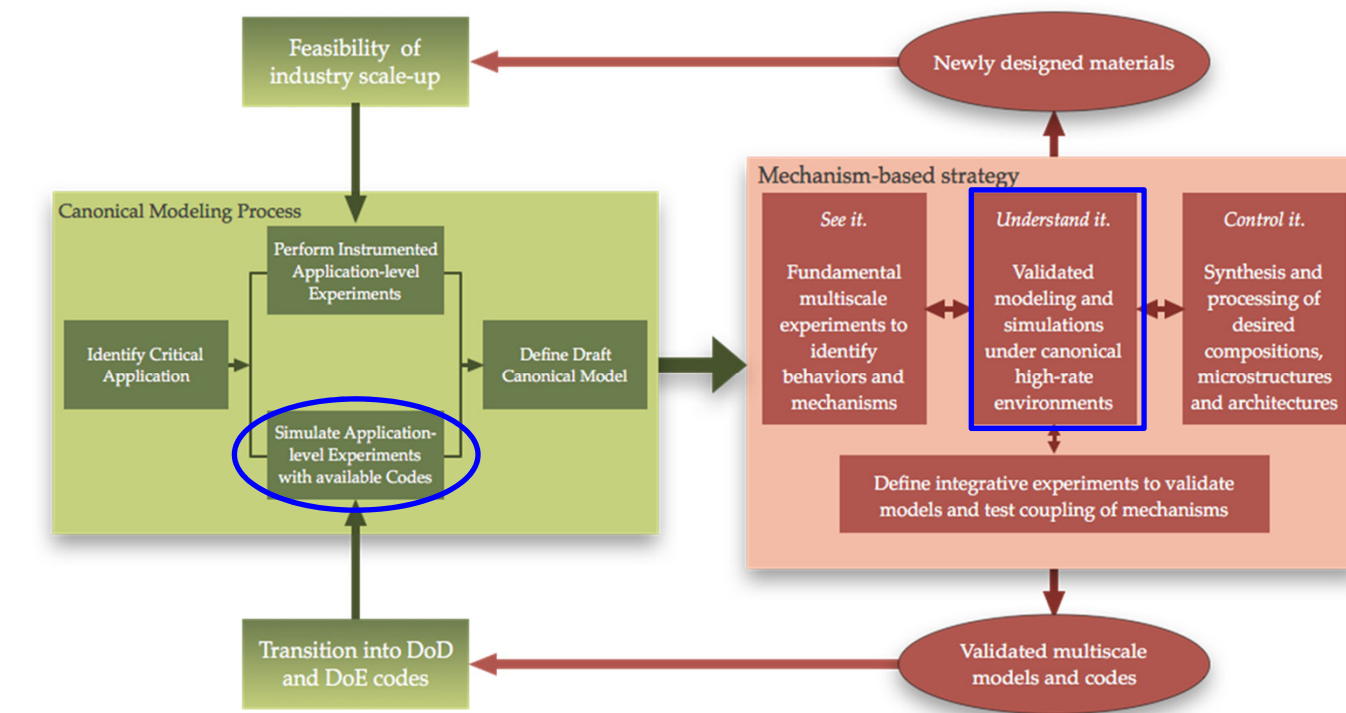 Feasibility of
industry scale-up
Newly designed materials
Canonical Modeling Process
Perform Instrumented
Application-level
Experiments
Identify Critical
Application
Define Draft
Canonical Model
Simulate Application-
level Experiments
with available Codes
Mechanism-based strategy
See it.
Fundamental
multiscale
experiments to
identify
behaviors and
mechanisms
Understand it.
Validated
modeling and
simulations
under canonical
high-rate
environments
Control it.
Synthesis and
processing of
desired
compositions,
microstructures
and architectures
Define integrative experiments to validate
models and test coupling of mechanisms
Transition into DoD
and DoE codes
Validated multiscale
models and codes